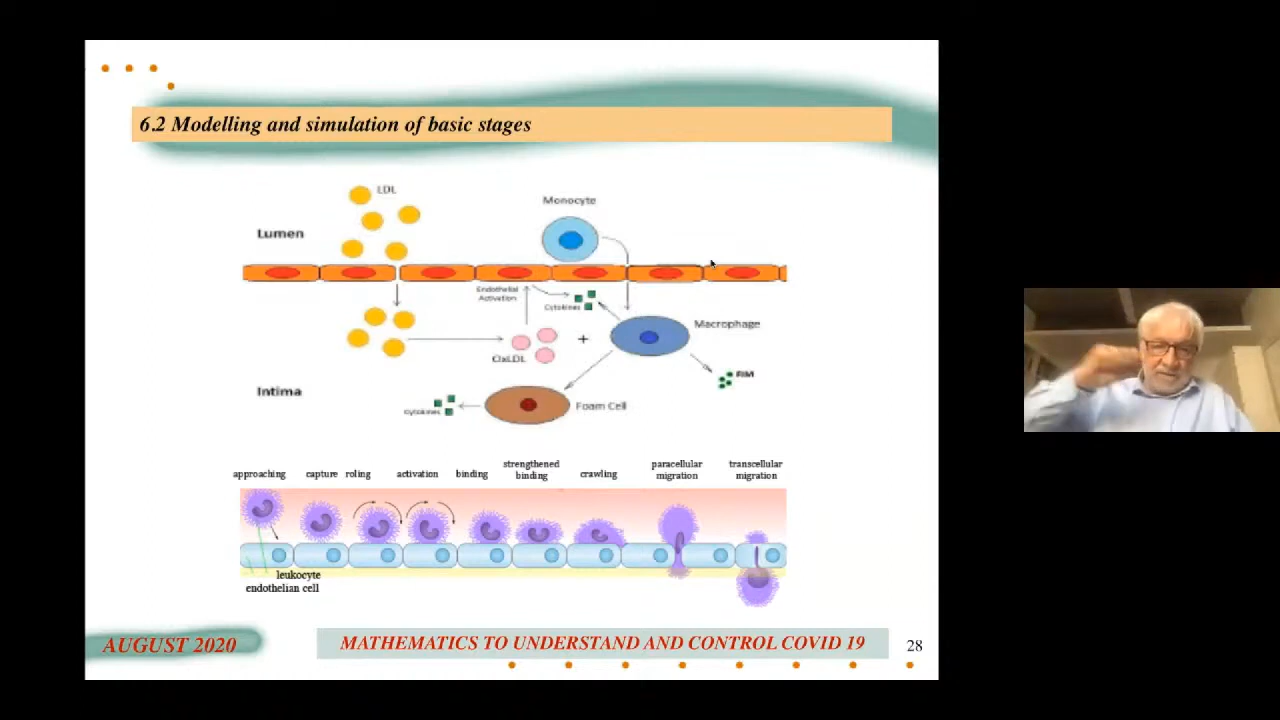 6.2 Modelling and simulation of basic stages
LDL
Monocyte
Lumen
Endothelial
Activation
Cytokines
Macrophage
OxLDL
+
Intima
Cytokines
Foam Cell
approaching capture roling activation binding strengthened binding crawling paracellular migration transcellular migration
leukocyte
endothelian cell
AUGUST 2020
MATHEMATICS TO UNDERSTAND AND CONTROL COVID 19
28